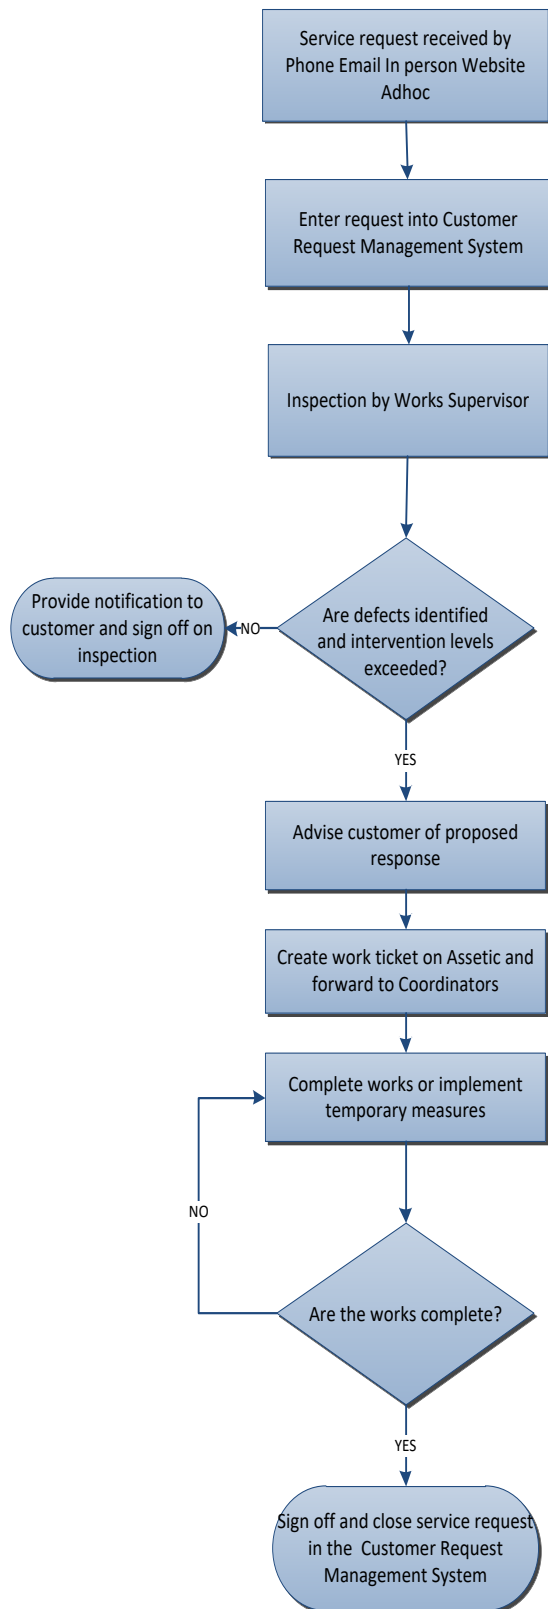 Service request received by
Phone Email In person Website
Adhoc
Enter request into Customer
Request Management System
Inspection by Works Supervisor
Are defects identified
and intervention levels
exceeded?
NO
Provide notification to
customer and sign off on
inspection
YES
Advise customer of proposed
response
Create work ticket on Assetic and
forward to Coordinators
Complete works or implement
temporary measures
NO
Are the works complete?
YES
Sign off and close service request
in the Customer Request
Management System